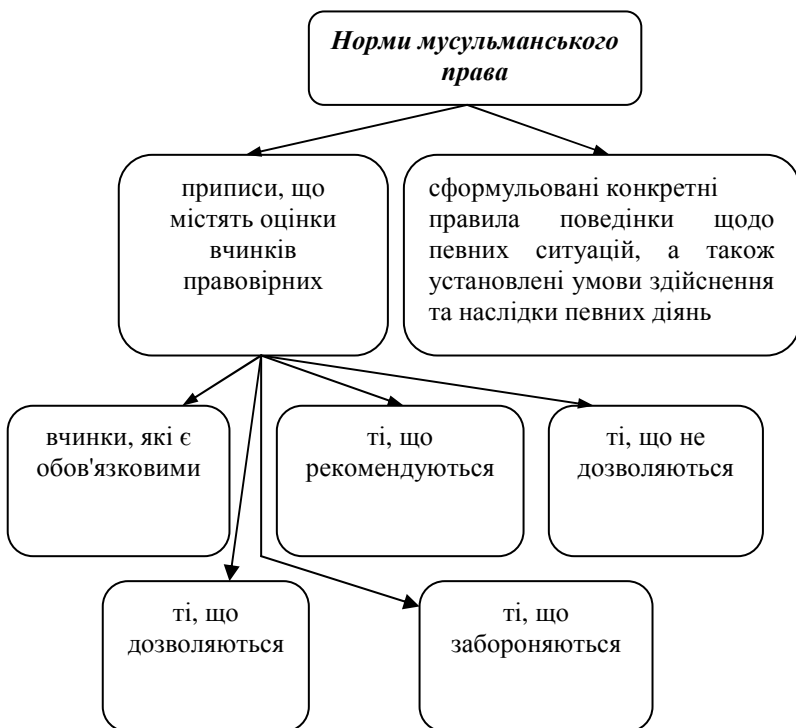 Норми мусульманського
права
приписи, що
містять оцінки
вчинків
правовірних
сформульовані конкретні
правила поведінки щодо
певних ситуацій, а також
установлені умови здійснення
та наслідки певних діянь
вчинки, які є
обов'язковими
ті, що
рекомендуються
ті, що не
дозволяються
ті, що
дозволяються
ті, що
забороняються